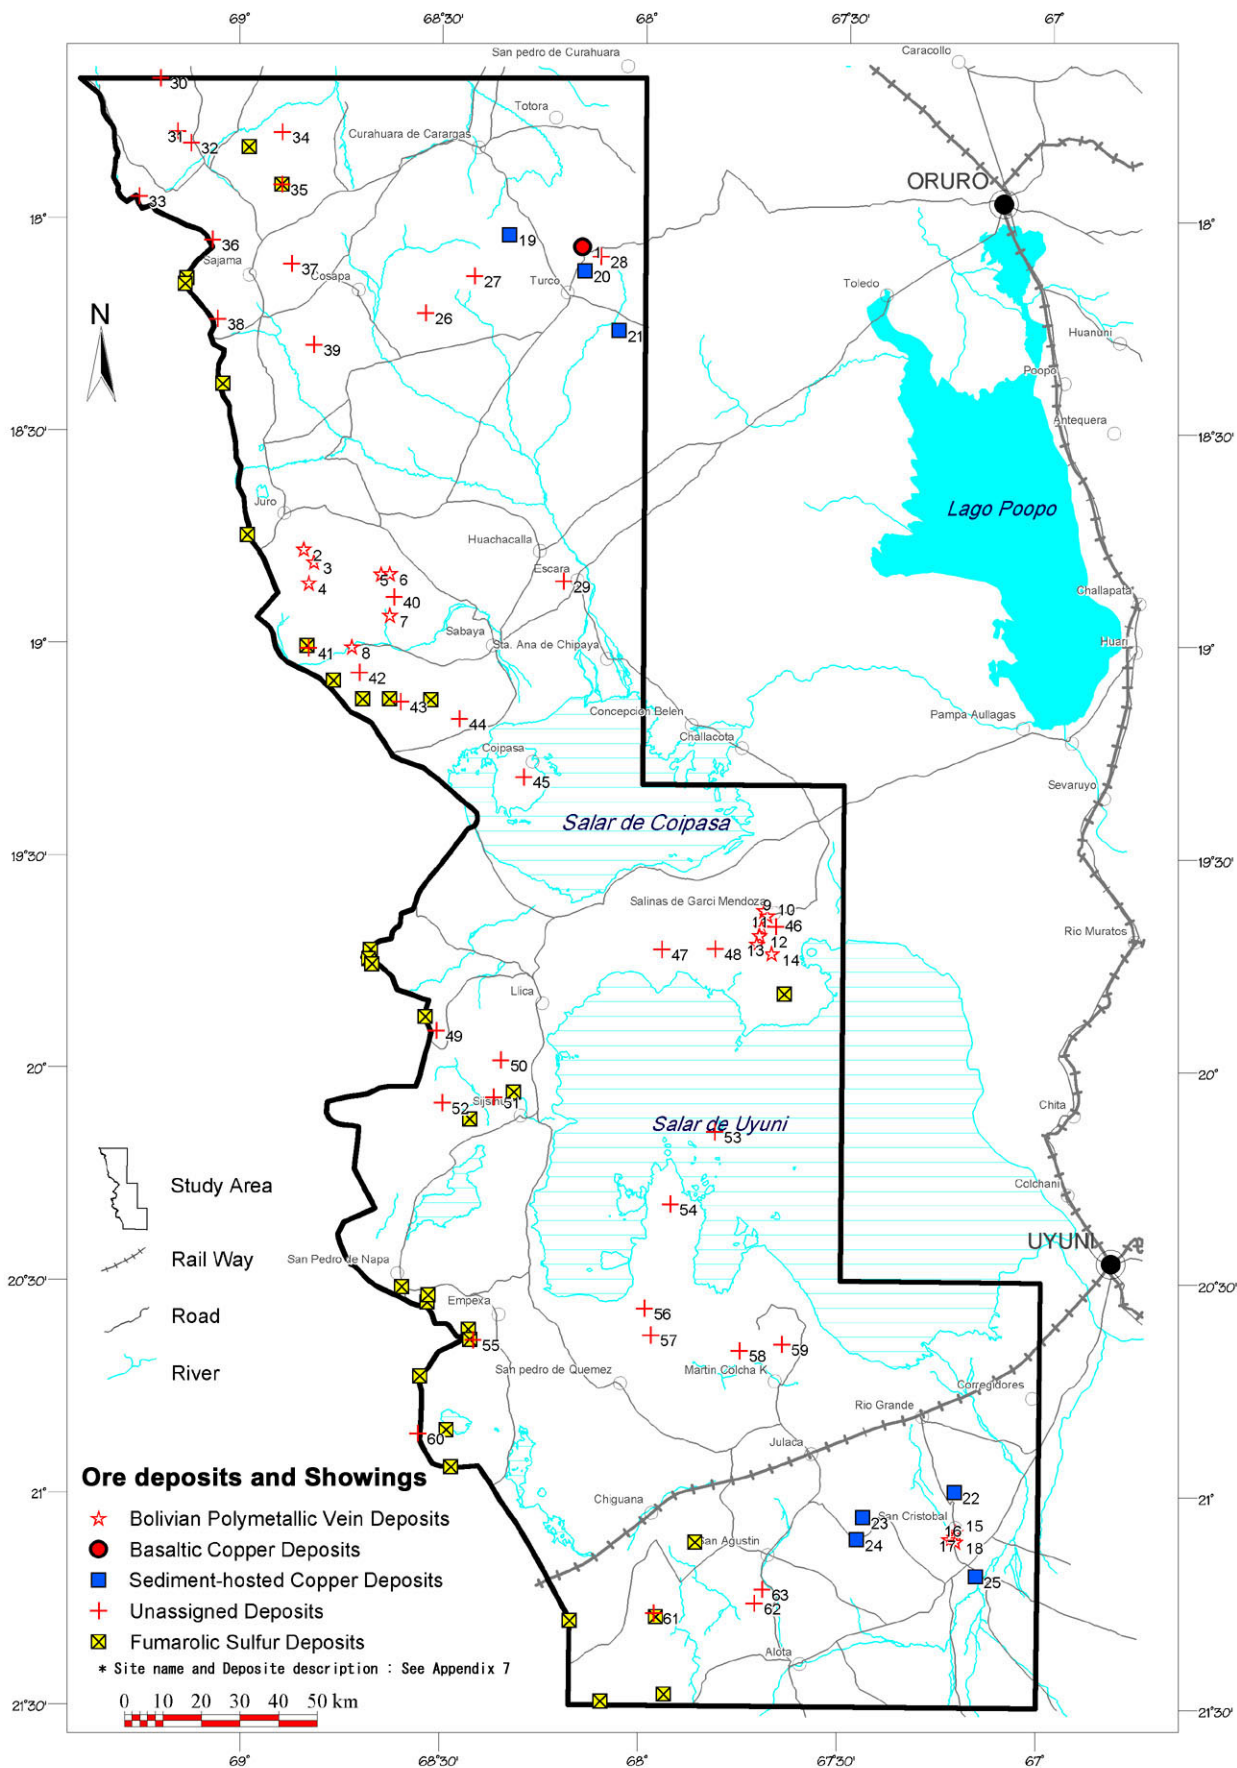 69° 68°30' 68° 67°30' 67°
San pedro de Curahuara
Caracollo
30
Totora
31
32
34
Curahuara de Carargas
35
ORURO
33
18°
18°
36
19
1
28
Sajama
37
Cosapa
27
Turco
20
Toledo
N
38
26
21
Huanuni
39
Poopo
Antequera
18°30'
18°30'
Juro
Lago Poopo
Huachacalla
2
3
4
5
6
Escara
29
40
Challapata
7
Sabaya
19°
Sta. Ana de Chipaya
Huari
19°
41
8
42
43
44
Concepcion Belen
Pampa Aullagas
Challacota
Coipasa
45
Sevaruyo
Salar de Coipasa
19°30'
19°30'
Salinas de Garci Mendoza
9
10
11
46
Rio Muratos
12
13
47
48
14
Llica
49
50
20°
20°
52
51
Chita
Salar de Uyuni
53
Study Area
Colchani
54
UYUNI
Rail Way
San Pedro de Napa
20°30'
20°30'
Empexa
56
Road
55
57
58
59
River
San pedro de Quemez
Martin Colcha K
Corregidores
Rio Grande
60
Julaca
Ore deposits and Showings
21°
Chiguana
22
21°
Bolivian Polymetallic Vein Deposits
23
San Cristobal
15
16
Basaltic Copper Deposits
San Agustin
24
17
18
Sediment-hosted Copper Deposits
25
63
Unassigned Deposits
61
62
Fumarolic Sulfur Deposits
Alota
* Site name and Deposite description : See Appendix 7
0 10 20 30 40 50 km
21°30'
21°30'
69° 68°30' 68° 67°30' 67°